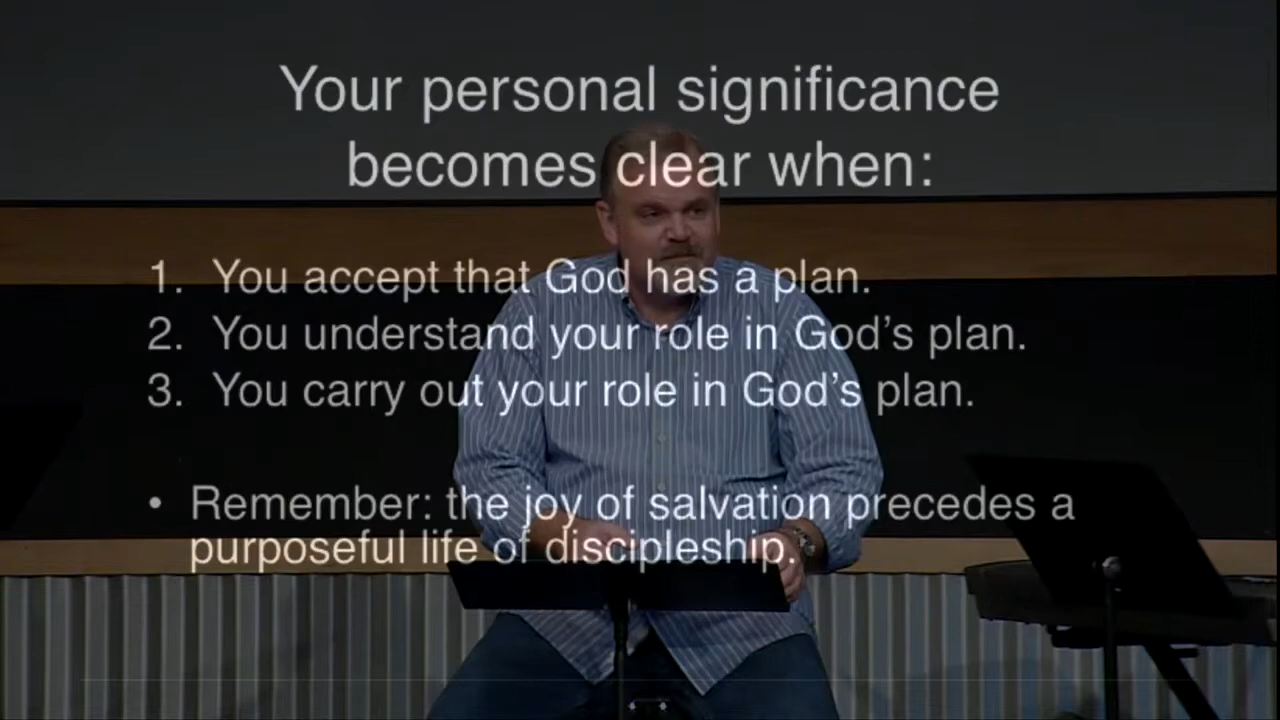 Your personal significance
becomes clear when:
1. You accept that God has a plan.
2. You understand your role in God’s plan.
3. You carry out your role in God’s plan.
• Remember: the joy of salvation precedes a
purposeful life of discipleship.